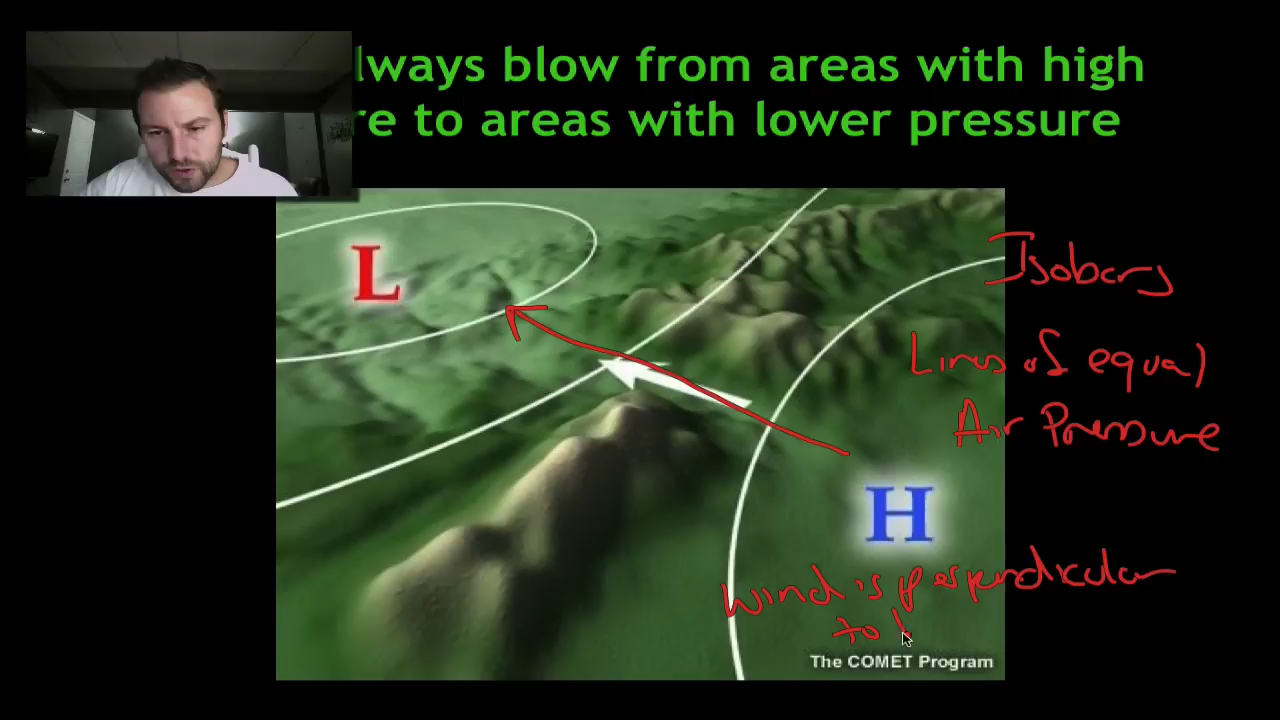 lways blow from areas with high
re to areas with lower pressure
L
Isobars
Lines of equal
Air Pressure
H
wind is perpendicular
to
The COMET Program